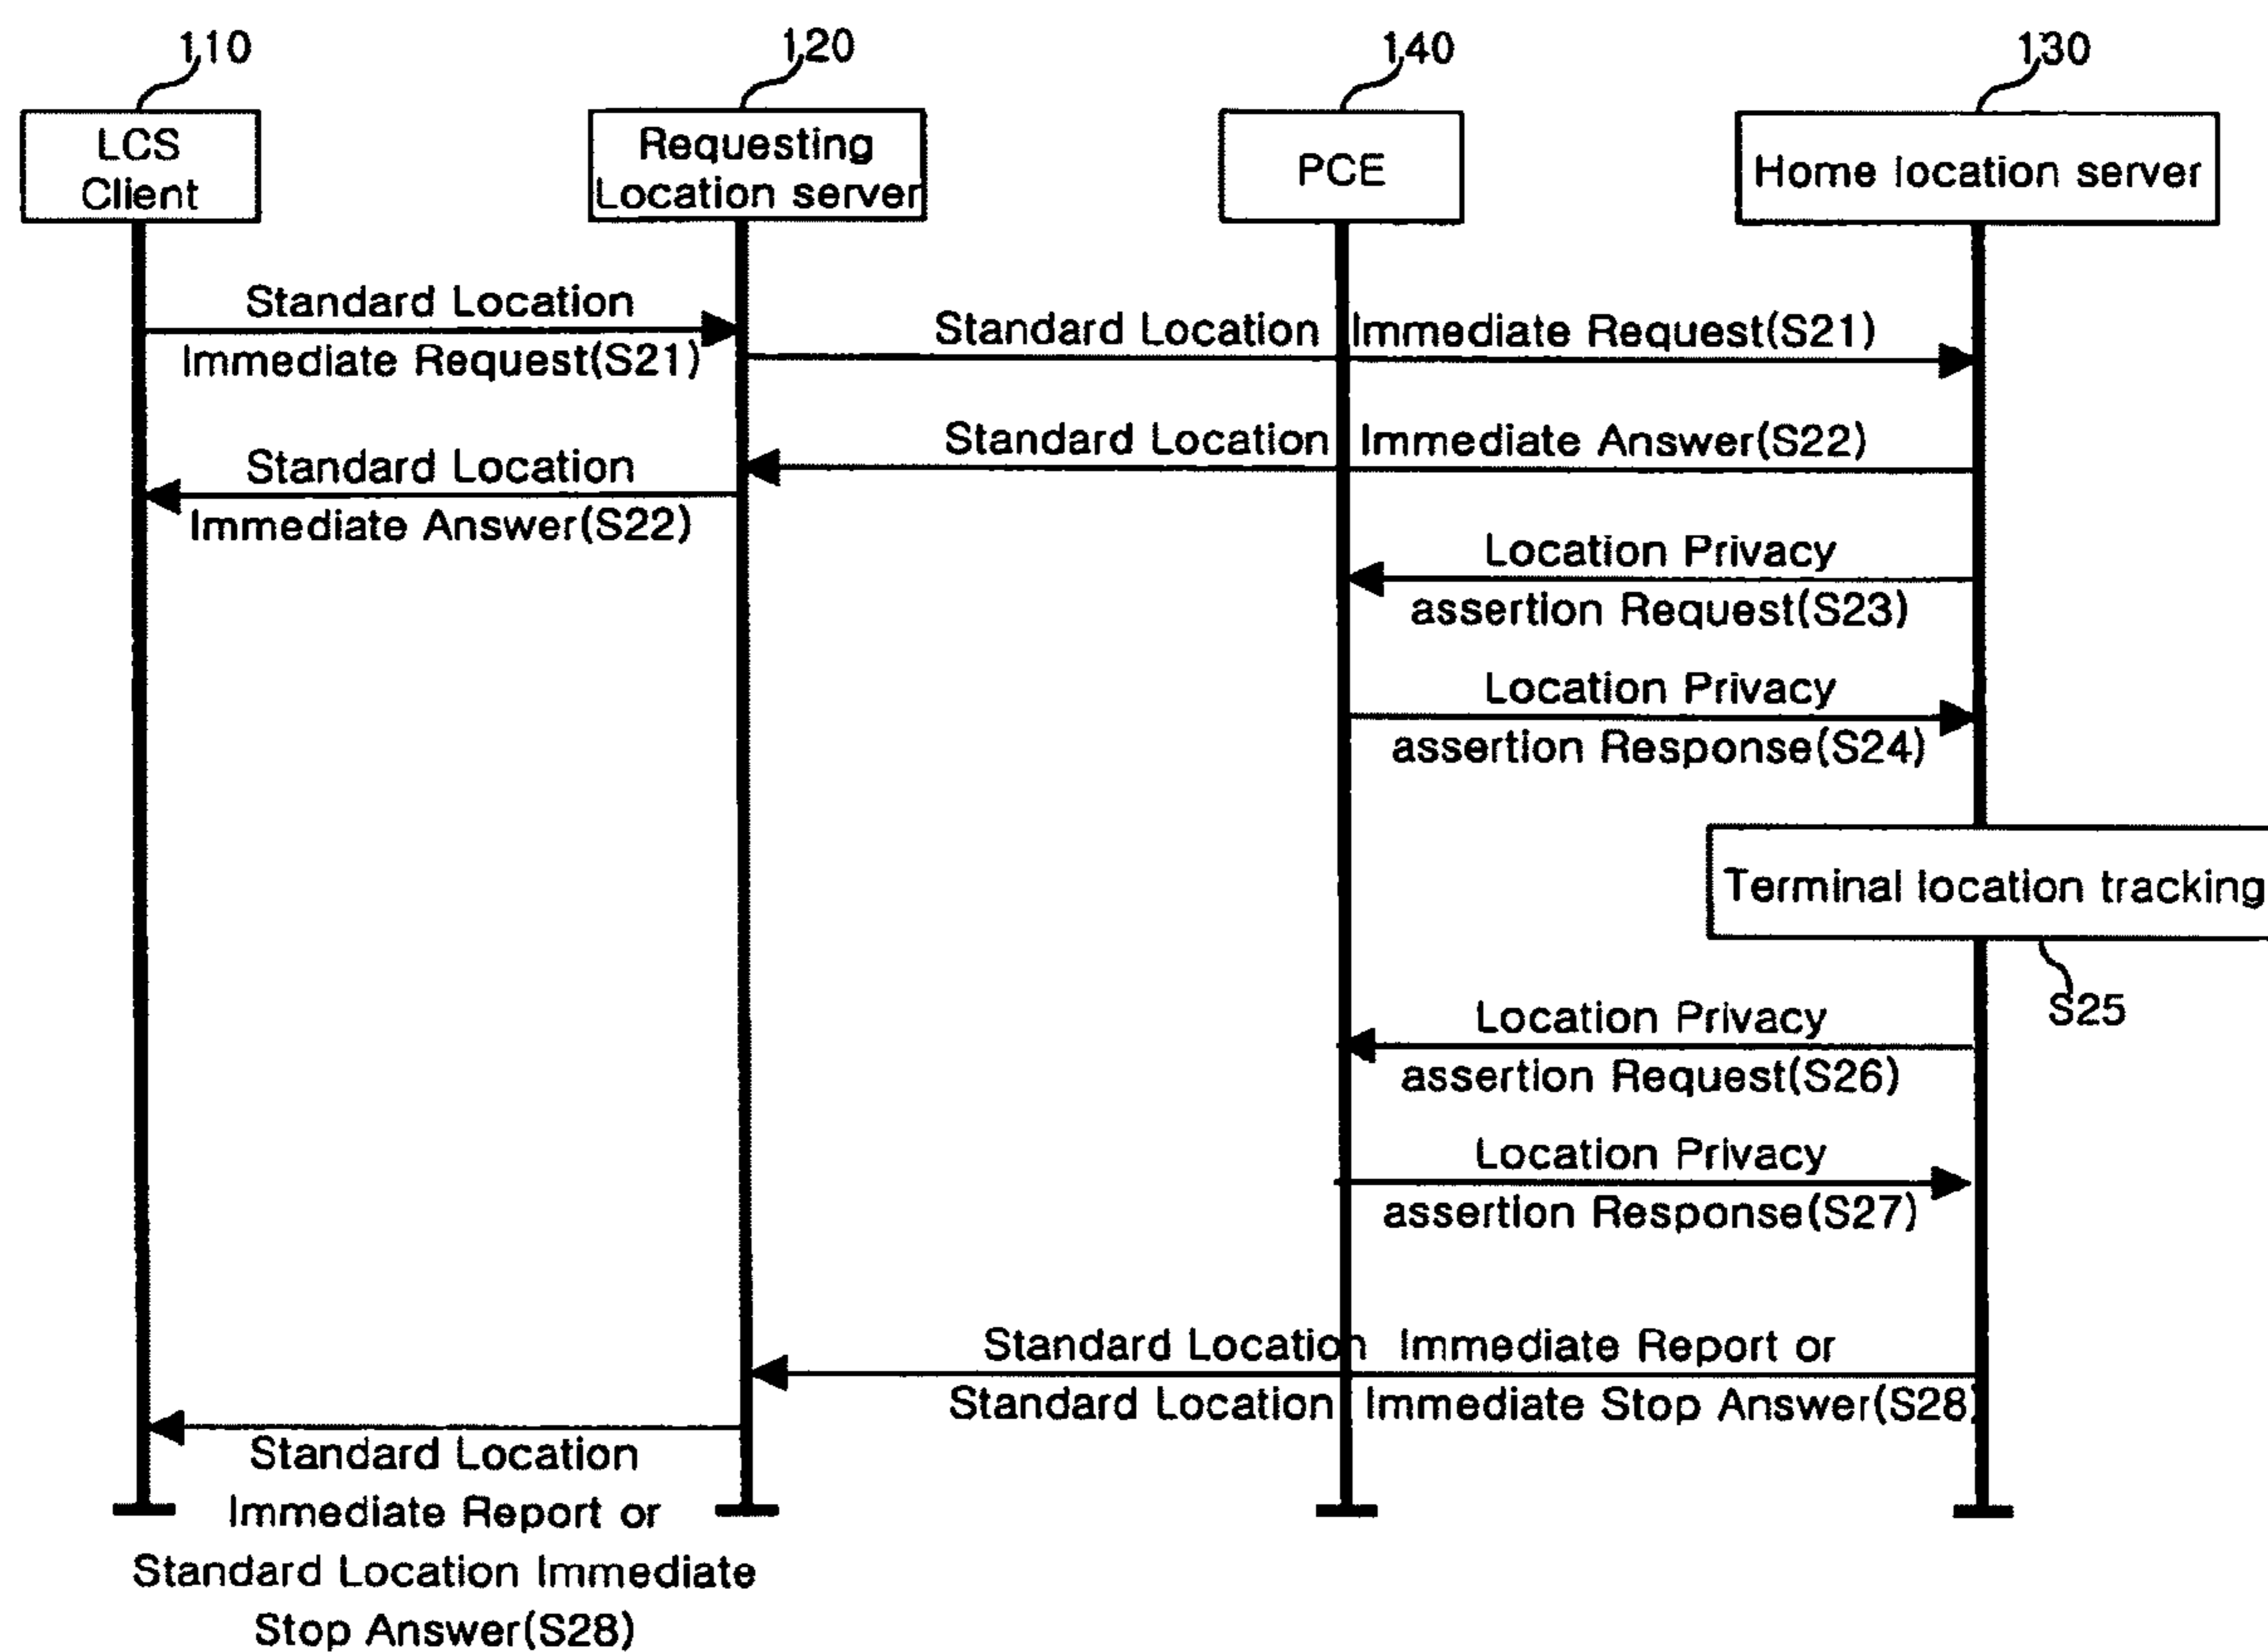 110
120
140
130
LCS
Client
Requesting
Location server
PCE
Home location server
Standard Location
Immediate Request(S21)
Standard Location Immediate Request(S21)
Standard Location Immediate Answer(S22)
Standard Location
Immediate Answer(S22)
Location Privacy
assertion Request(S23)
Location Privacy
assertion Response(S24)
Terminal location tracking
S25
Location Privacy
assertion Request(S26)
Location Privacy
assertion Response(S27)
Standard Location Immediate Report or
Standard Location Immediate Stop Answer(S28)
Standard Location
Immediate Report or
Standard Location Immediate
Stop Answer(S28)